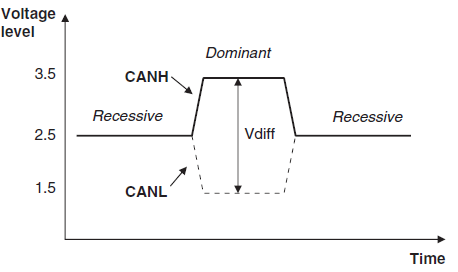 Voltage
level
Dominant
3.5
CANH
Recessive
Recessive
2.5
Vdiff
1.5
CANL
Time